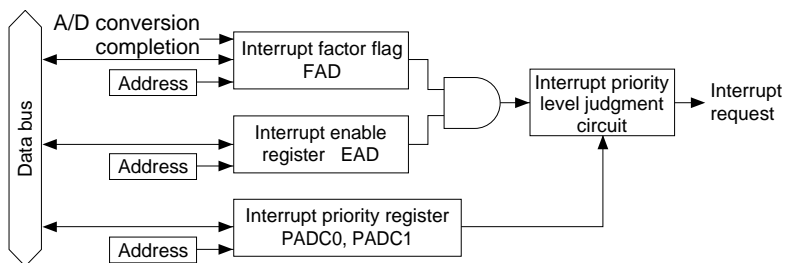 Data bus
A/D conversion
completion
Address
Interrupt factor flag
FAD
Address
Interrupt enable
register EAD
Address
Interrupt priority register
PADC0, PADC1
Interrupt priority
level judgment
circuit
Interrupt
request